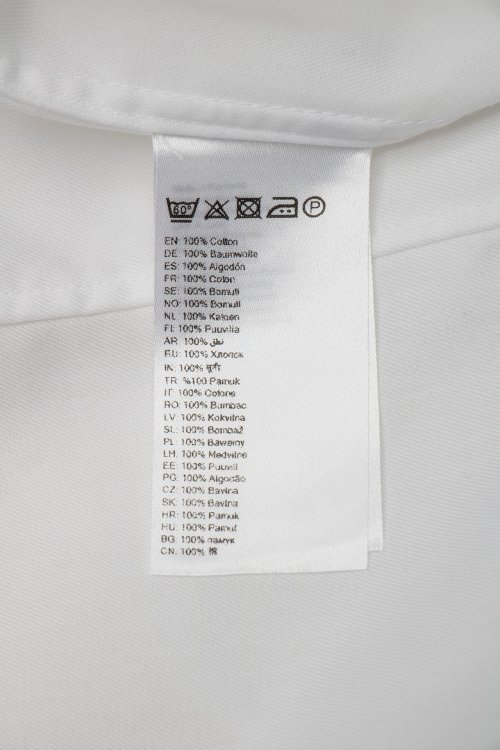 60°
P
EN: 100% Cotton
DE: 100% Baumwolle
ES: 100% Algodón
FR: 100% Coton
SE: 100% Bomull
NO: 100% Bomull
NL: 100% Katoen
FI: 100% Puuvilla
AR: 100% قطن
RU: 100% Хлопок
IN: 100%
TR: %100 Pamuk
IT: 100% Cotone
RO: 100% Bumbac
LV: 100% Kokvilna
SL: 100% Bombaž
PL: 100% Bawełny
LH: 100% Medvilnė
EE: 100% Puuvill
PG: 100% Algodão
CZ: 100% Bavlna
SK: 100% Bavlna
HR: 100% Pamuk
HU: 100% Pamut
BG: 100% памук
CN: 100% 棉